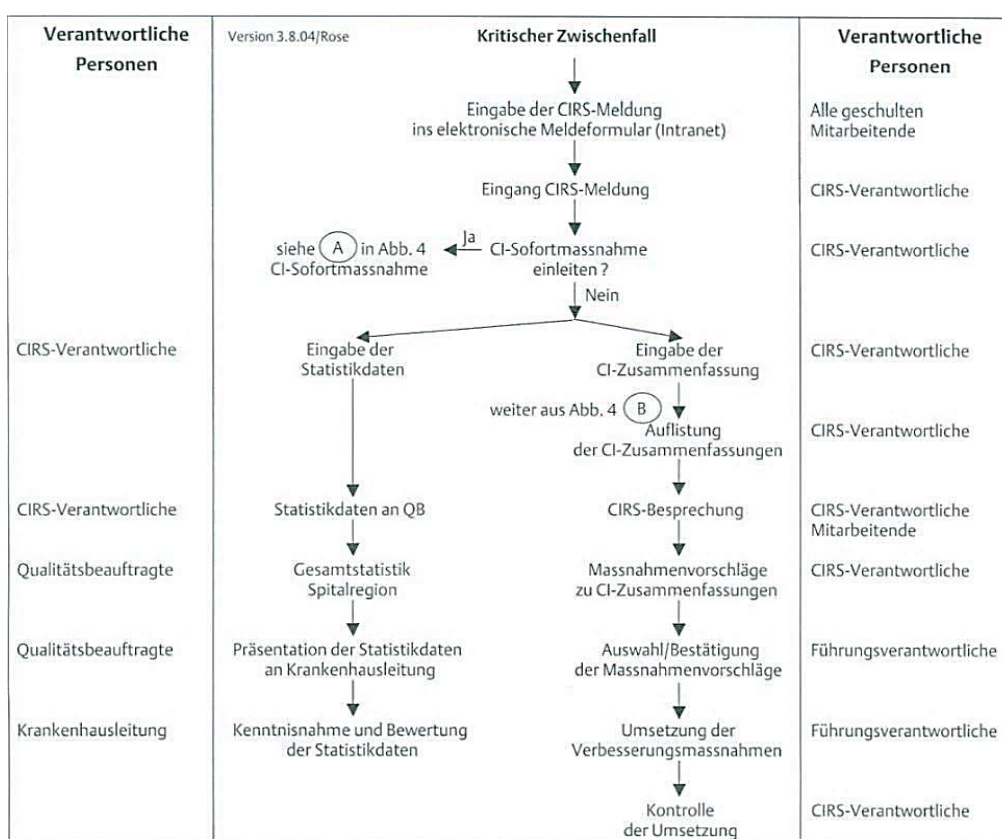 Verantwortliche
Personen
Version 3.8.04/Rose
Kritischer Zwischenfall
Verantwortliche
Personen
Eingabe der CIRS-Meldung
ins elektronische Meldeformular (Intranet)
Alle geschulten
Mitarbeitende
Eingang CIRS-Meldung
CIRS-Verantwortliche
siehe A in Abb. 4
CI-Sofortmassnahme
Ja
CI-Sofortmassnahme
einleiten ?
CIRS-Verantwortliche
Nein
CIRS-Verantwortliche
Eingabe der
Statistikdaten
Eingabe der
CI-Zusammenfassung
CIRS-Verantwortliche
weiter aus Abb. 4 B
Auflistung
der CI-Zusammenfassungen
CIRS-Verantwortliche
CIRS-Verantwortliche
Statistikdaten an QB
CIRS-Besprechung
CIRS-Verantwortliche
Mitarbeitende
Qualitätsbeauftragte
Gesamtstatistik
Spitalregion
Massnahmenvorschläge
zu CI-Zusammenfassungen
CIRS-Verantwortliche
Qualitätsbeauftragte
Präsentation der Statistikdaten
an Krankenhausleitung
Auswahl/Bestätigung
der Massnahmenvorschläge
Führungsverantwortliche
Krankenhausleitung
Kenntnisnahme und Bewertung
der Statistikdaten
Umsetzung der
Verbesserungsmassnahmen
Führungsverantwortliche
Kontrolle
der Umsetzung
CIRS-Verantwortliche